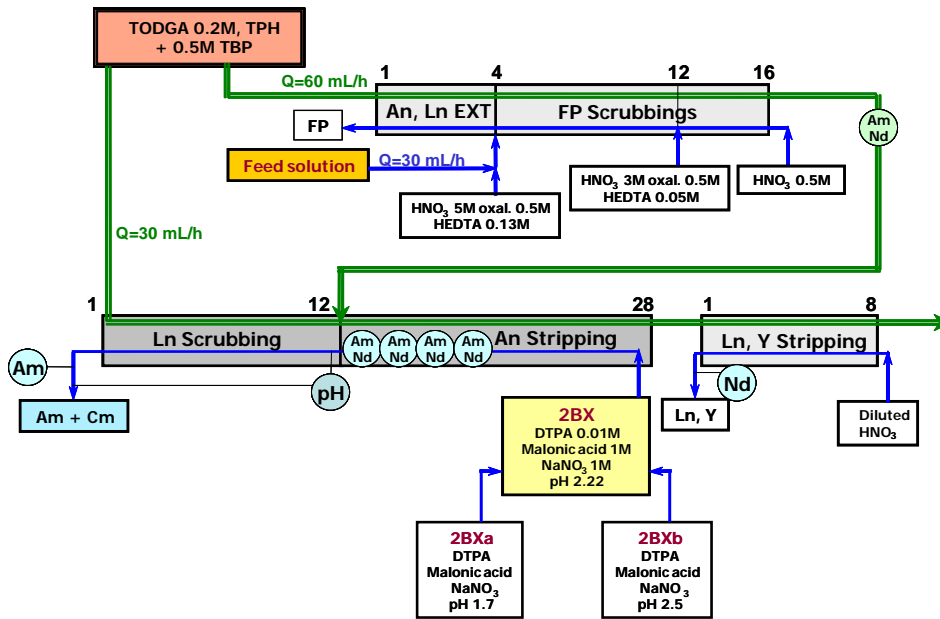 TODGA 0.2M, TPH
+ 0.5M TBP
Q=60 mL/h
1
4
12
16
An, Ln EXT
FP Scrubbings
FP
Am
Nd
Feed solution
Q=30 mL/h
HNO3 5M oxal. 0.5M
HEDTA 0.13M
HNO3 3M oxal. 0.5M
HEDTA 0.05M
HNO3 0.5M
Q=30 mL/h
1
12
28
1
8
Ln Scrubbing
Am
Nd
Am
Nd
Am
Nd
Am
Nd
An Stripping
Ln, Y Stripping
Am
pH
Nd
Am + Cm
Ln, Y
Diluted
HNO3
2BX
DTPA 0.01M
Malonic acid 1M
NaNO3 1M
pH 2.22
2BXa
DTPA
Malonic acid
NaNO3
pH 1.7
2BXb
DTPA
Malonic acid
NaNO3
pH 2.5